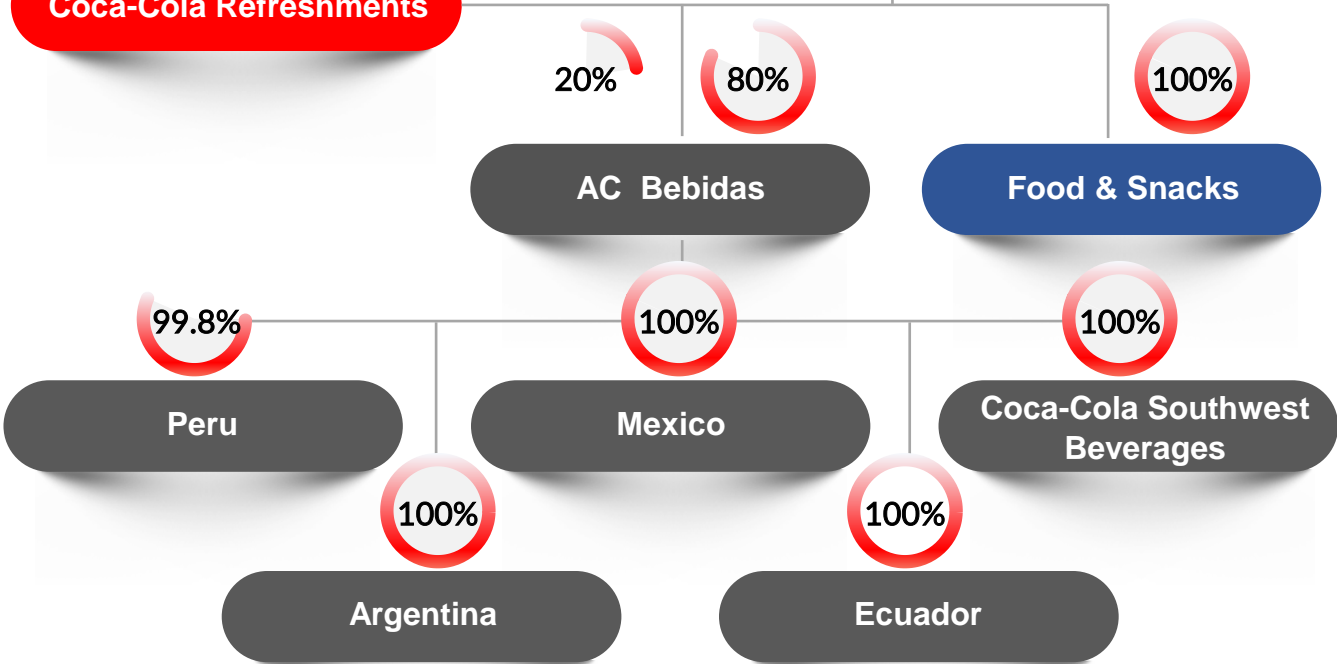 Coca-Cola Refreshments
20%
80%
100%
AC  Bebidas
Food & Snacks
99.8%
100%
100%
Peru
Mexico
Coca-Cola Southwest
Beverages
100%
100%
Argentina
Ecuador